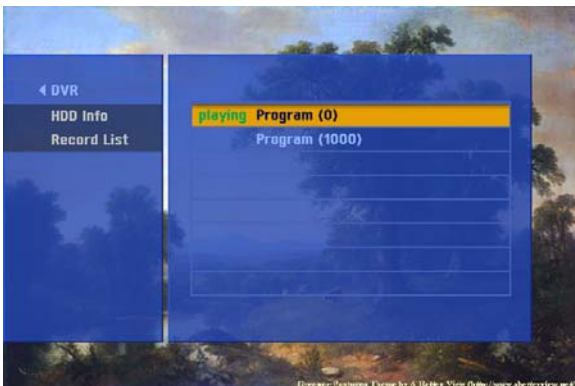 DVR
HDD Info
Record List
playing Program (0)
Program (1000)